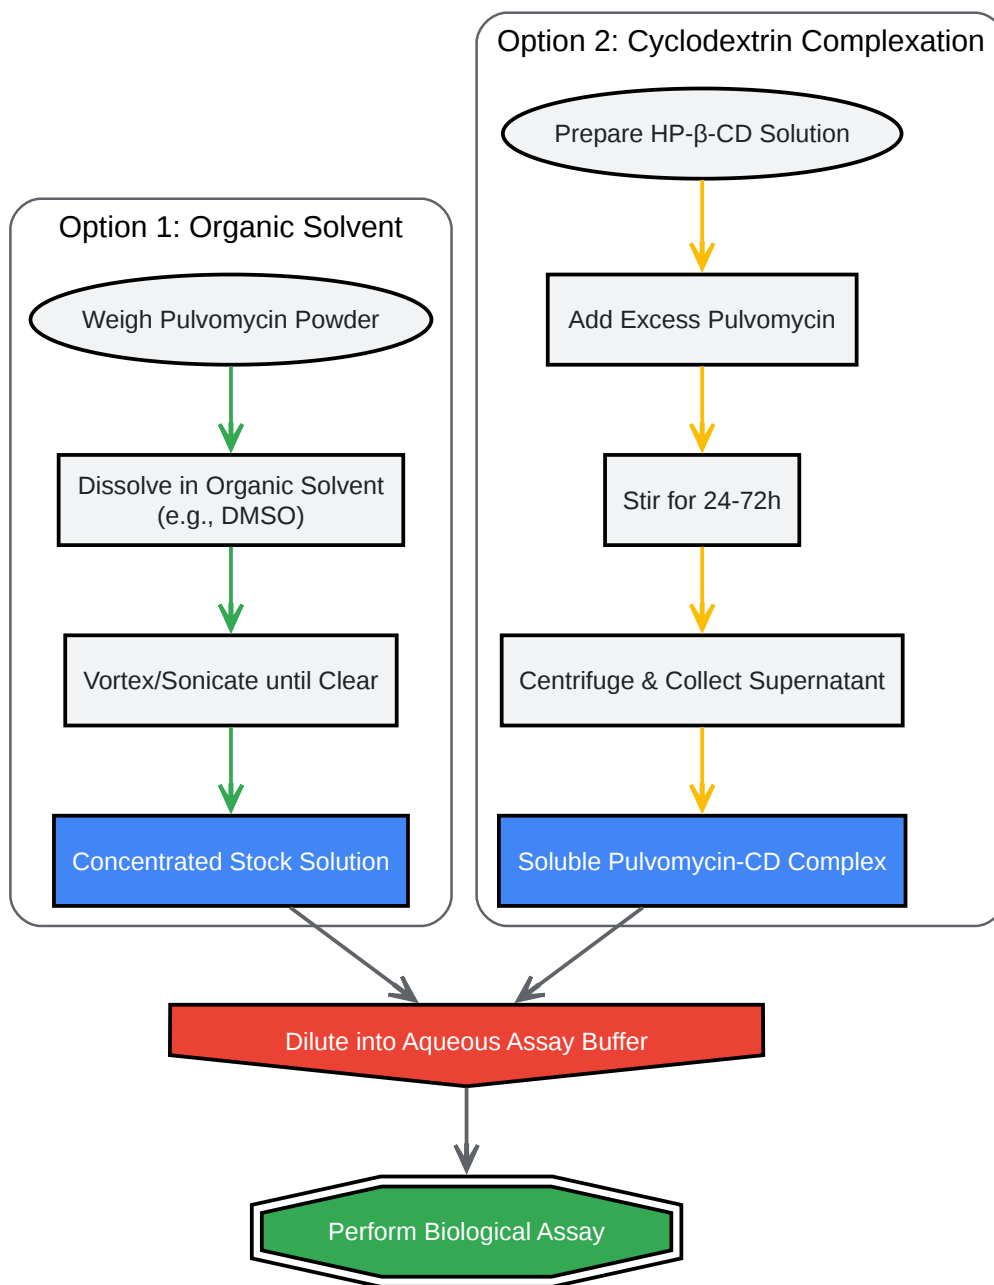 Option 1: Organic Solvent
Weigh Pulvomycin Powder
Dissolve in Organic Solvent
(e.g., DMSO)
Vortex/Sonicate until Clear
Concentrated Stock Solution
Option 2: Cyclodextrin Complexation
Prepare HP-β-CD Solution
Add Excess Pulvomycin
Stir for 24-72h
Centrifuge & Collect Supernatant
Soluble Pulvomycin-CD Complex
Dilute into Aqueous Assay Buffer
Perform Biological Assay